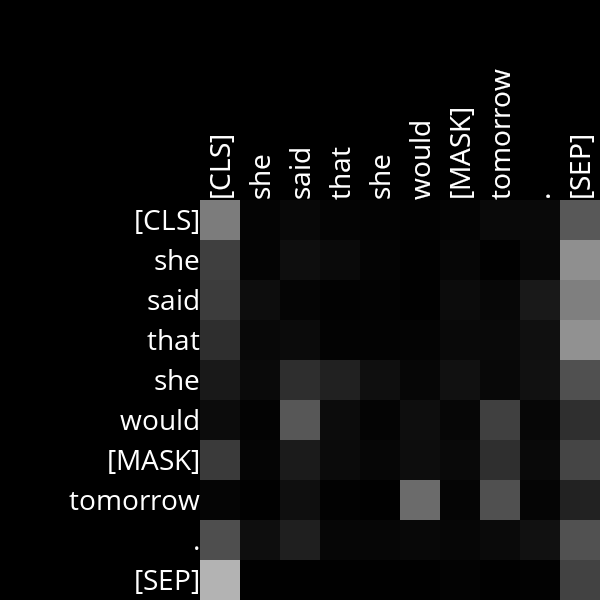 [CLS]
she
said
that
she
would
[MASK]
tomorrow
.
[SEP]
[CLS]
she
said
that
she
would
[MASK]
tomorrow
.
[SEP]